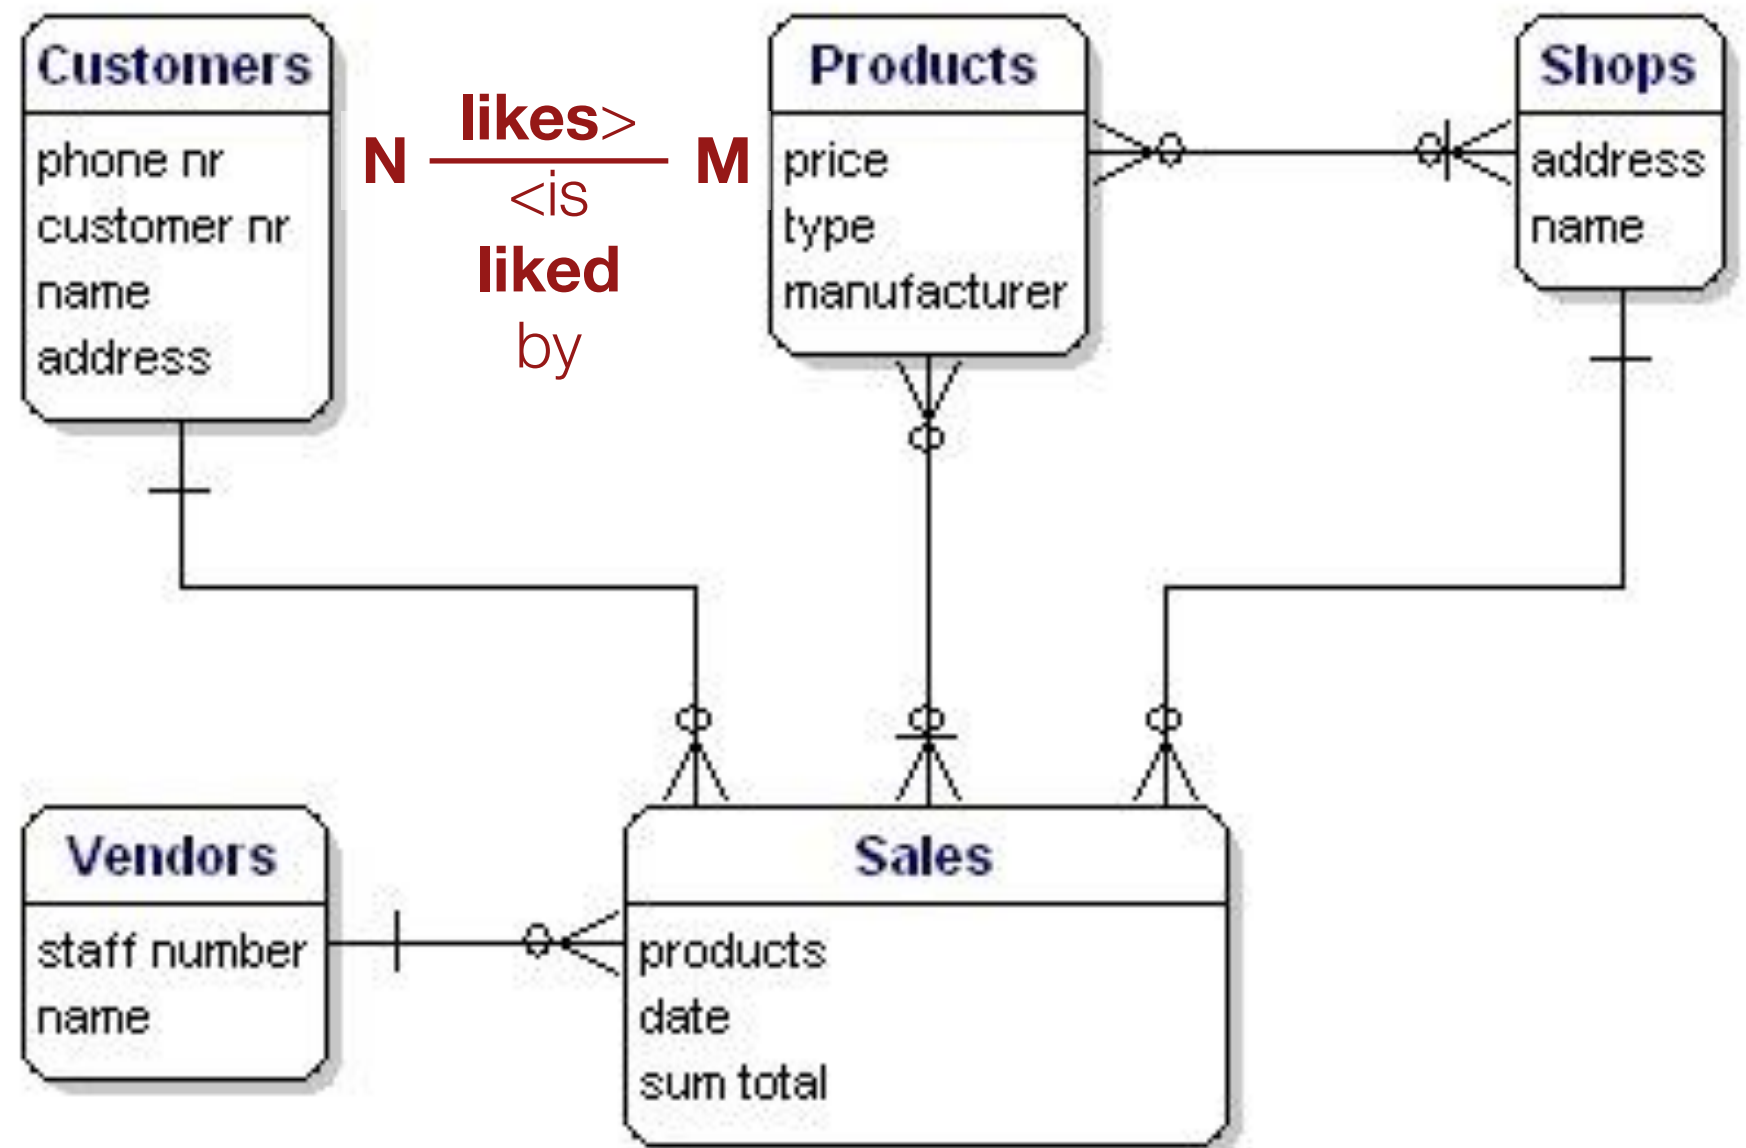 Customers
phone nr
customer nr
name
address
N likes> M
<is
liked
by
Products
price
type
manufacturer
Shops
address
name
Vendors
staff number
name
Sales
products
date
sum total